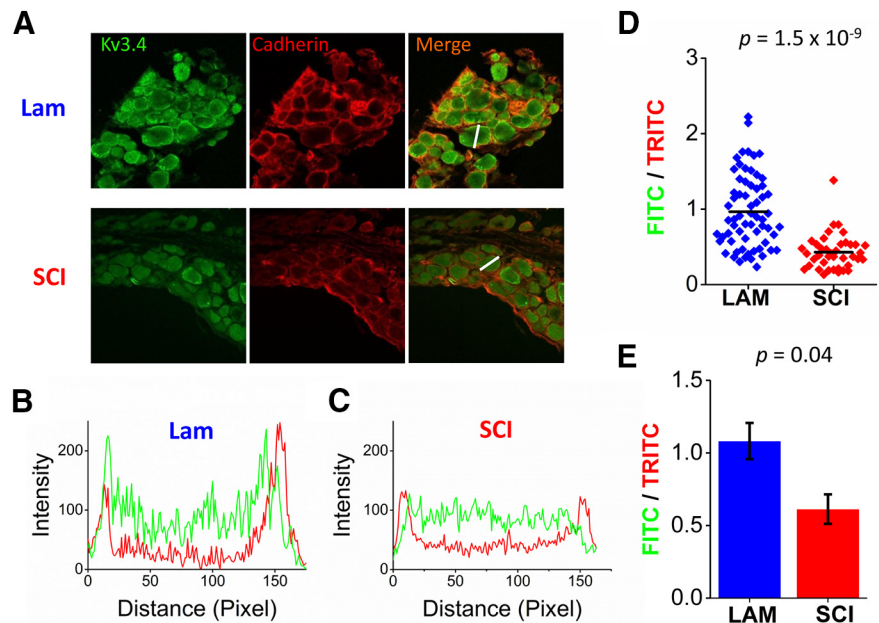 A
Kv3.4 Cadherin Merge
Lam
SCI
B
Lam
200
100
0
Intensity
0 50 100 150
Distance (Pixel)
C
SCI
200
100
0
Intensity
0 50 100 150
Distance (Pixel)
D
p = 1.5 x 10-9
3
2
1
0
FITC / TRITC
LAM SCI
E
p = 0.04
1.5
1.0
0.5
0.0
FITC / TRITC
LAM SCI